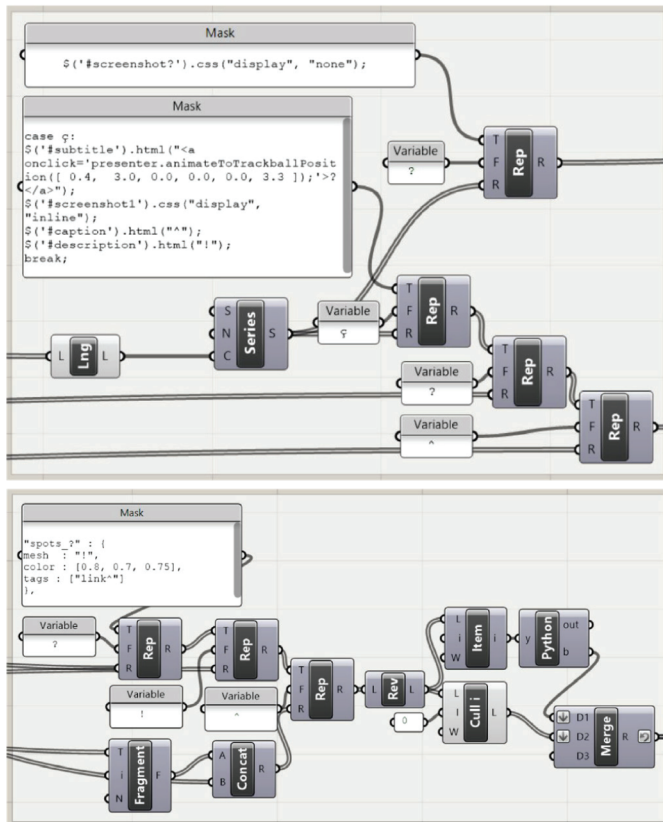 Mask
$('#screenshot?').css("display", "none");
Mask
case ç:
$('#subtitle').html("<a
onclick='presenter.animateToTrackballPosit
ion([ 0.4,  3.0, 0.0, 0.0, 0.0, 3.3 ]);'>?
</a>");
$('#screenshot1').css("display",
"inline");
$('#caption').html("^");
$('#description').html("!");
break;
Variable
?
T
F
R
Rep
R
S
N
C
Series
S
Variable
ç
T
F
R
Rep
R
L
Lng
L
Variable
?
T
F
R
Rep
R
Variable
^
T
F
R
Rep
R
Mask
"spots_?" : {
mesh  : "!",
color : [0.8, 0.7, 0.75],
tags : ["link^"]
},
Variable
?
T
F
R
Rep
R
T
F
R
Rep
R
Variable
!
Variable
^
T
F
R
Rep
R
L
Rev
L
L
i
W
Item
i
y
Python
out
b
0
L
I
W
Cull i
L
D1
D2
D3
Merge
R
T
i
N
Fragment
F
A
B
Concat
R